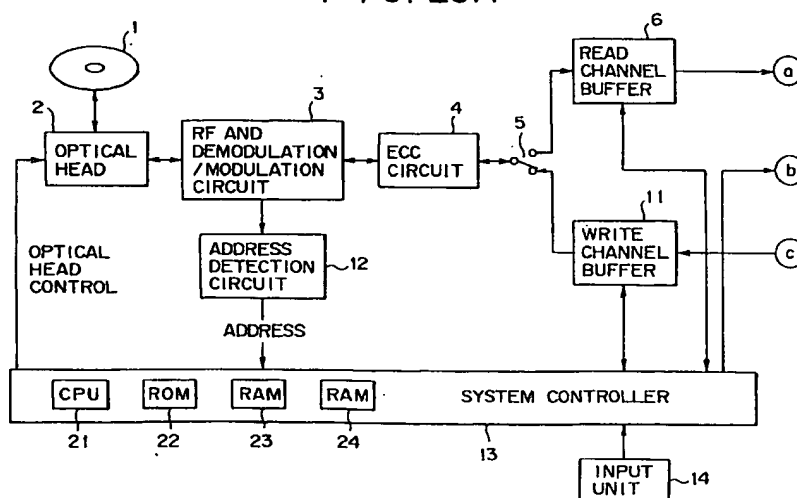 1
6
READ
CHANNEL
BUFFER
a
2
OPTICAL
HEAD
3
RF AND
DEMODULATION
/MODULATION
CIRCUIT
4
ECC
CIRCUIT
5
b
11
WRITE
CHANNEL
BUFFER
c
OPTICAL
HEAD
CONTROL
ADDRESS
DETECTION
CIRCUIT
12
ADDRESS
CPU
ROM
RAM
RAM
SYSTEM CONTROLLER
21
22
23
24
13
INPUT
UNIT
14